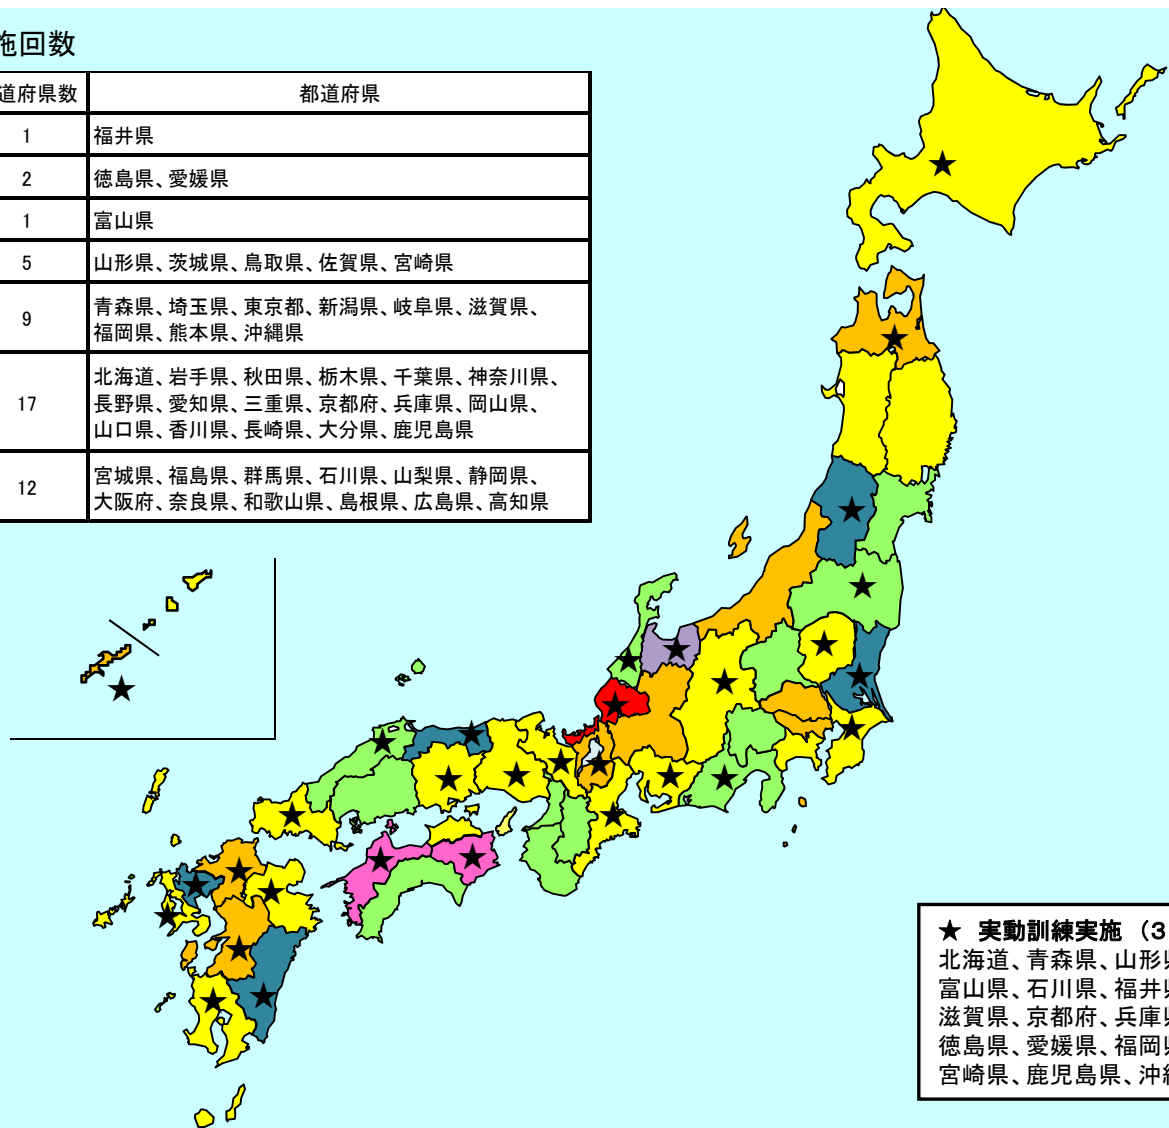 施回数
道府県数 都道府県
1 福井県
2 徳島県、愛媛県
1 富山県
5 山形県、茨城県、鳥取県、佐賀県、宮崎県
9 青森県、埼玉県、東京都、新潟県、岐阜県、滋賀県、
福岡県、熊本県、沖縄県
17 北海道、岩手県、秋田県、栃木県、千葉県、神奈川県、
長野県、愛知県、三重県、京都府、兵庫県、岡山県、
山口県、香川県、長崎県、大分県、鹿児島県
12 宮城県、福島県、群馬県、石川県、山梨県、静岡県、
大阪府、奈良県、和歌山県、島根県、広島県、高知県
★ 実動訓練実施 （3
北海道、青森県、山形県
富山県、石川県、福井県
滋賀県、京都府、兵庫県
徳島県、愛媛県、福岡県
宮崎県、鹿児島県、沖縄